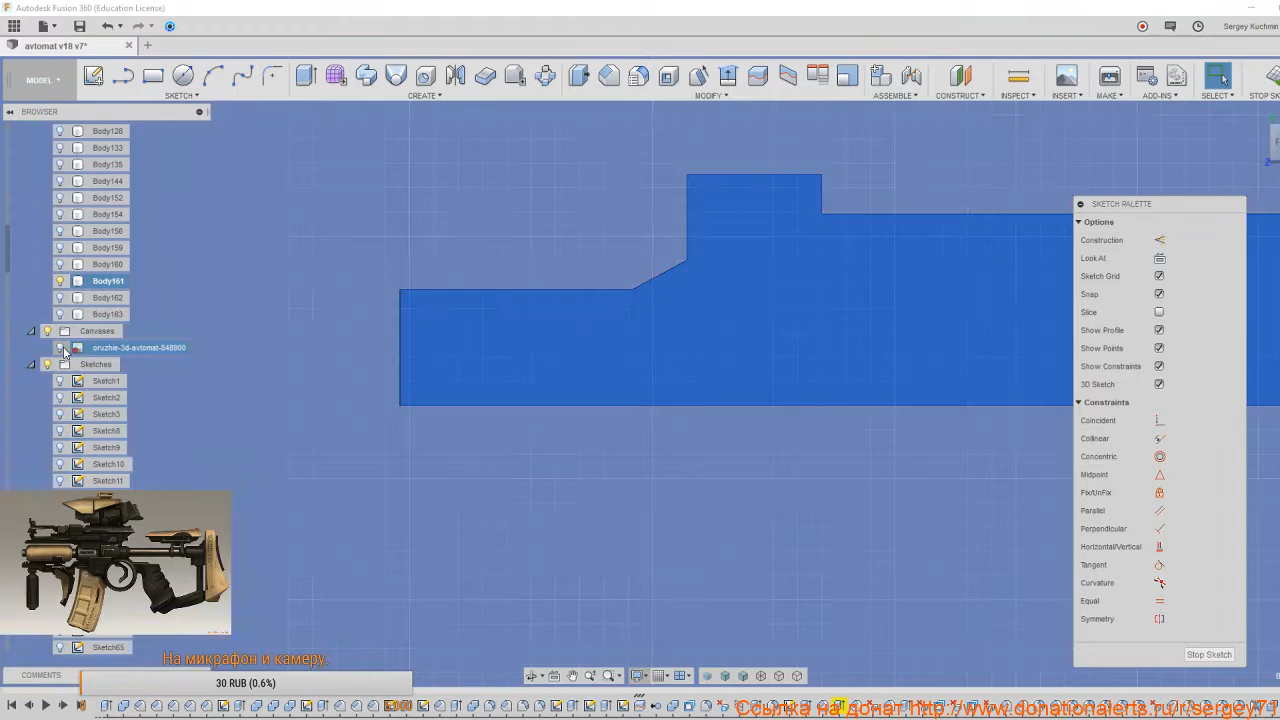 Autodesk Fusion 360 (Education License)
Sergey Kuchmin
avtomat v18 v7*
MODEL
SKETCH
CREATE
MODIFY
ASSEMBLE
CONSTRUCT
INSPECT
INSERT
MAKE
ADD-INS
SELECT
STOP SK
BROWSER
Body128
Body133
Body135
Body144
Body152
Body154
Body156
Body159
Body160
Body161
Body162
Body163
Canvases
oruzhie-3d-avtomat-848900
Sketches
Sketch1
Sketch2
Sketch3
Sketch8
Sketch9
Sketch10
Sketch11
Sketch65
SKETCH PALETTE
Options
Construction
Look At
Sketch Grid
Snap
Slice
Show Profile
Show Points
Show Constraints
3D Sketch
Constraints
Coincident
Collinear
Concentric
Midpoint
Fix/UnFix
Parallel
Perpendicular
Horizontal/Vertical
Tangent
Curvature
Equal
Symmetry
Stop Sketch
На микрофон и камеру.
COMMENTS
30 RUB (0.6%)
Ссылка на донат http://www.donationalerts.ru/r/sergey71